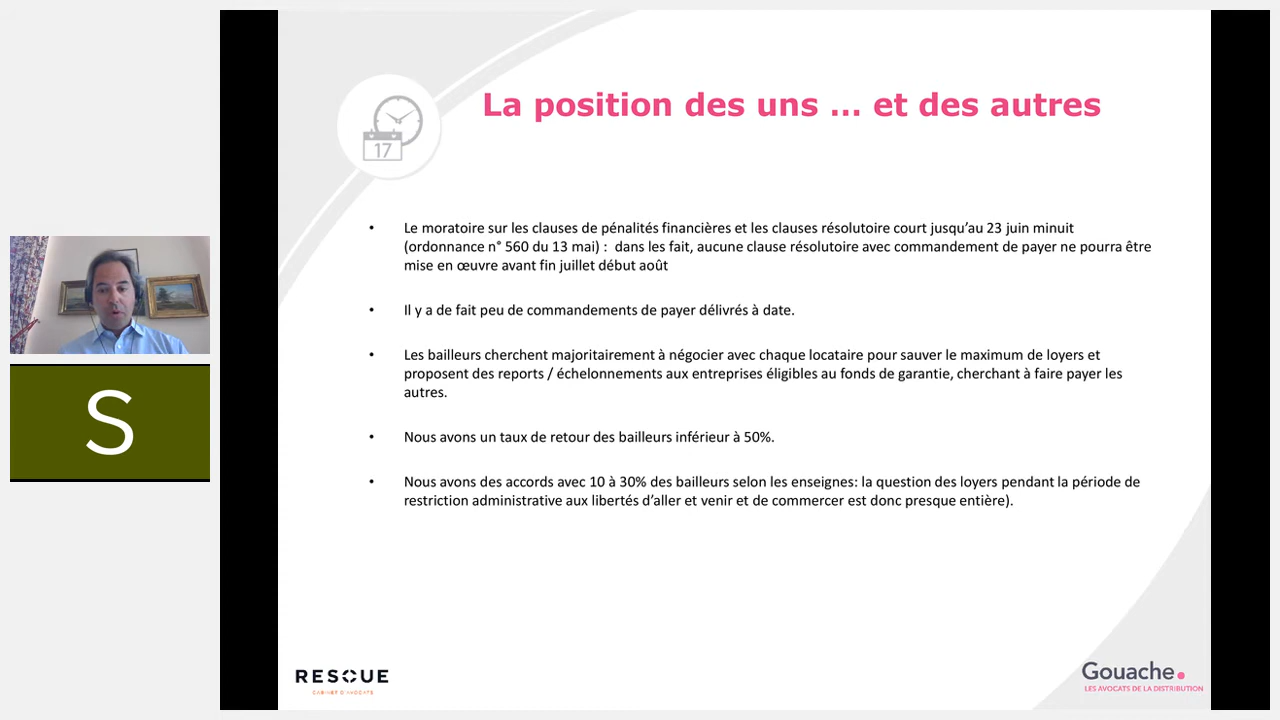 La position des uns ... et des autres
17
• Le moratoire sur les clauses de pénalités financières et les clauses résolutoire court jusqu'au 23 juin minuit
(ordonnance n° 560 du 13 mai) : dans les fait, aucune clause résolutoire avec commandement de payer ne pourra être
mise en œuvre avant fin juillet début août
• Il y a de fait peu de commandements de payer délivrés à date.
• Les bailleurs cherchent majoritairement à négocier avec chaque locataire pour sauver le maximum de loyers et
proposent des reports / échelonnements aux entreprises éligibles au fonds de garantie, cherchant à faire payer les
autres.
• Nous avons un taux de retour des bailleurs inférieur à 50%.
• Nous avons des accords avec 10 à 30% des bailleurs selon les enseignes: la question des loyers pendant la période de
restriction administrative aux libertés d'aller et venir et de commercer est donc presque entière).
S
RESCUE
CABINET D'AVOCATS
Gouache.
LES AVOCATS DE LA DISTRIBUTION